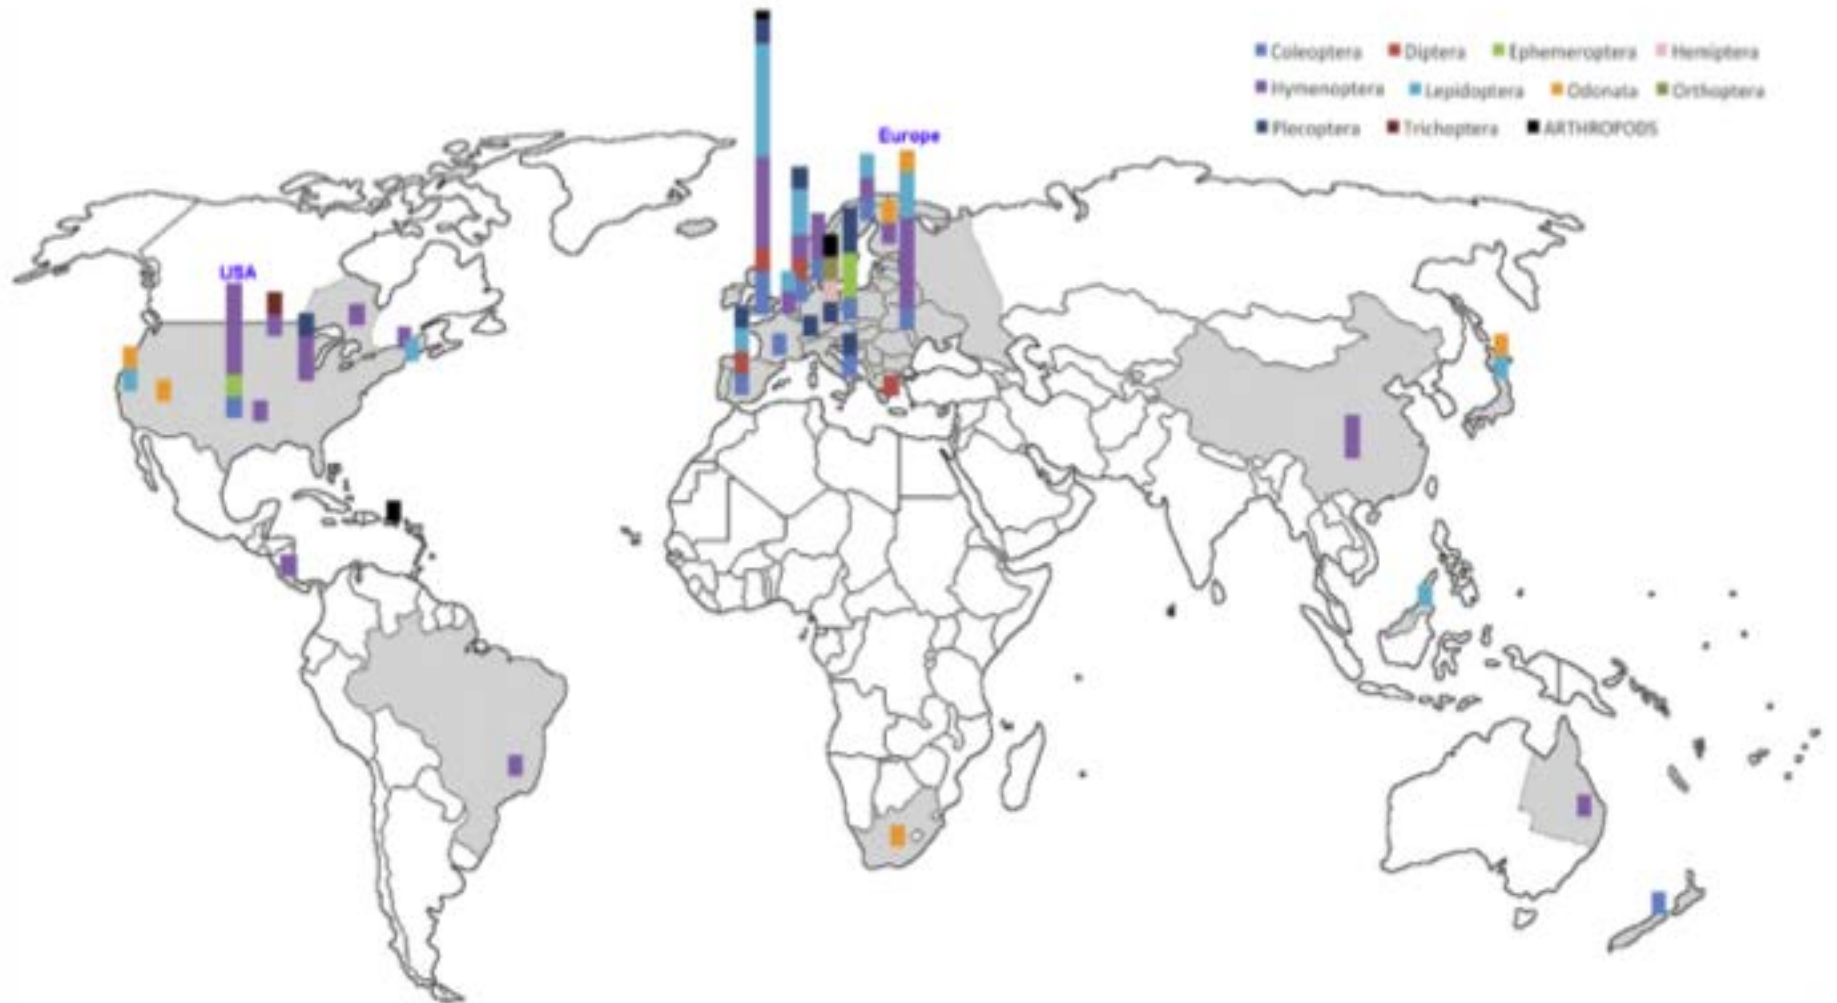 Coleoptera Diptera Ephemeroptera Hemiptera
Hymenoptera Lepidoptera Odonata Orthoptera
Plecoptera Trichoptera ARTHROPODS
Europe
USA